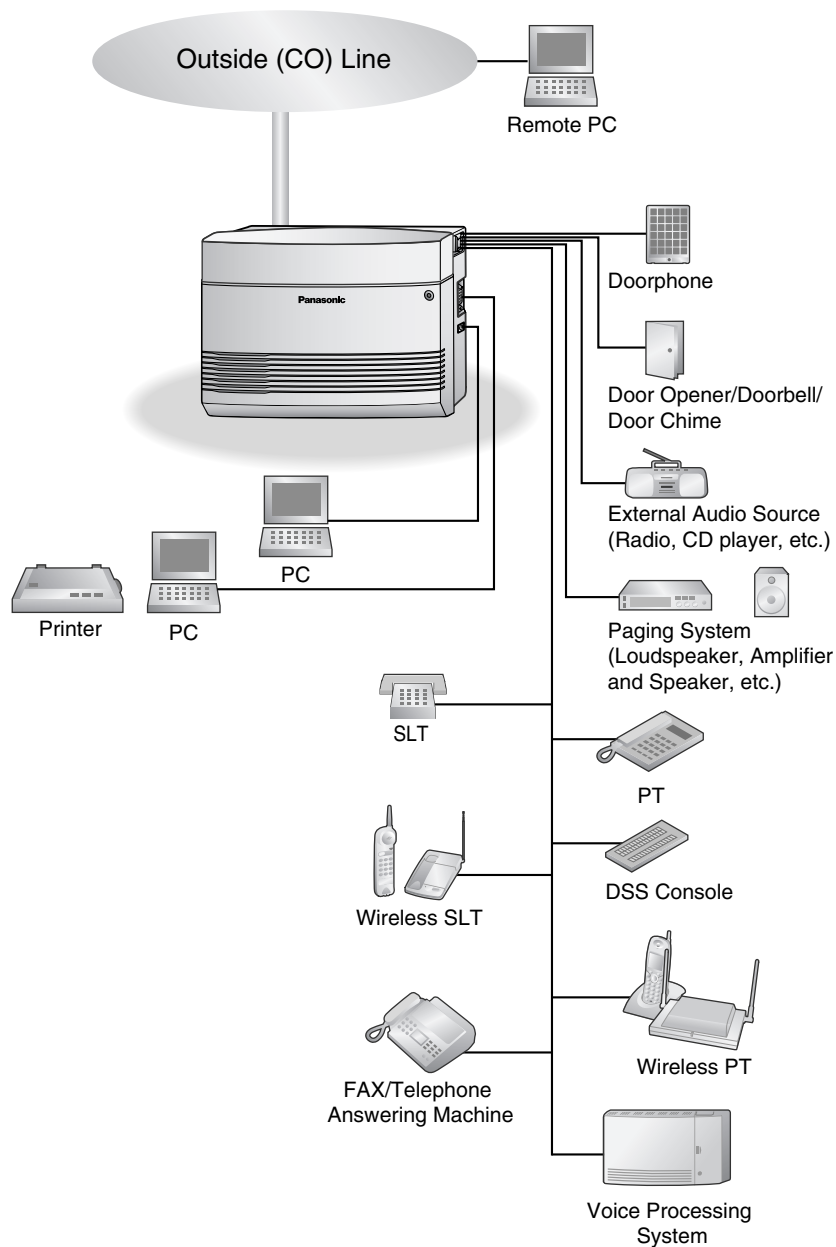 Outside (CO) Line
Remote PC
Panasonic
Doorphone
Door Opener/Doorbell/
Door Chime
External Audio Source
(Radio, CD player, etc.)
PC
Printer
PC
Paging System
(Loudspeaker, Amplifier
and Speaker, etc.)
SLT
PT
DSS Console
Wireless SLT
Wireless PT
FAX/Telephone
Answering Machine
Voice Processing
System